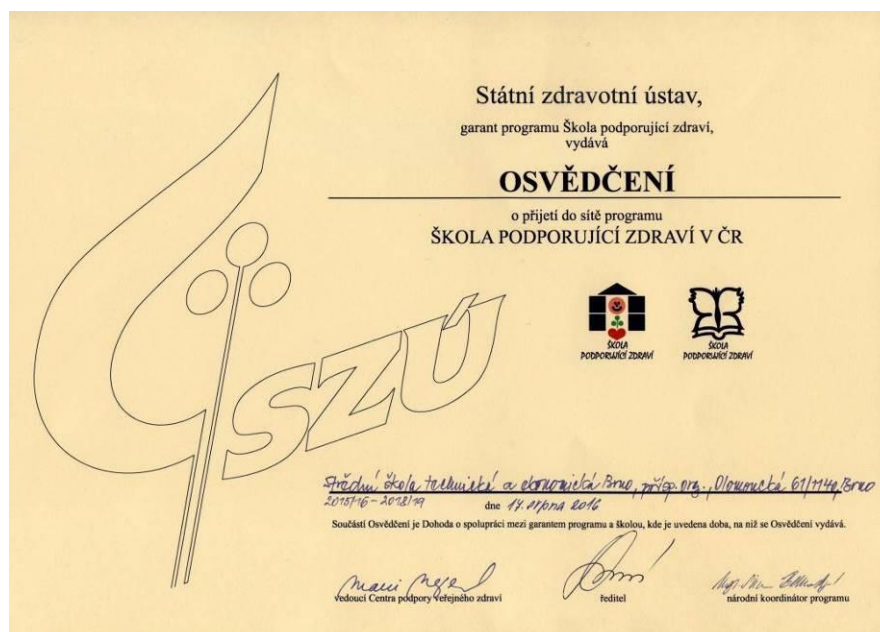 Státní zdravotní ústav,
garant programu Škola podporující zdraví,
vydává
OSVĚDČENÍ
o přijetí do sítě programu
ŠKOLA PODPORUJÍCÍ ZDRAVÍ V ČR
ŠKOLA
PODPORUJÍCÍ ZDRAVÍ
ŠKOLA
PODPORUJÍCÍ ZDRAVÍ
SZÚ
Střední škola technická a ekonomická Brno, přísp. org., Olomoucká 61/1140, Brno
2015/16 - 2018/19 dne 17. srpna 2016
Součástí Osvědčení je Dohoda o spolupráci mezi garantem programu a školou, kde je uvedena doba, na niž se Osvědčení vydává.
vedoucí Centra podpory veřejného zdraví
ředitel
národní koordinátor programu